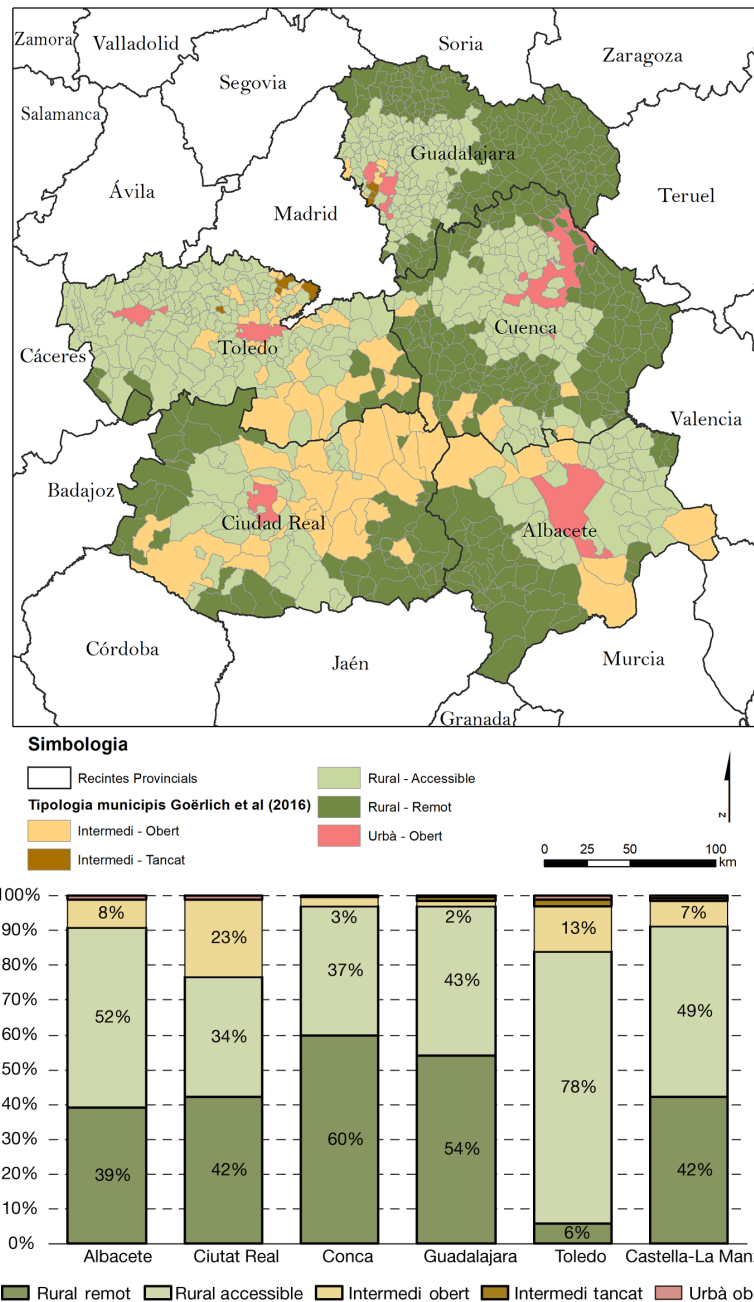 Zamora
Valladolid
Soria
Zaragoza
Segovia
Salamanca
Guadalajara
Ávila
Madrid
Teruel
Cuenca
Toledo
Cáceres
Valencia
Badajoz
Ciudad Real
Albacete
Córdoba
Jaén
Murcia
Granada
Simbologia
Recintes Provincials
Tipologia municipis Goërlich et al (2016)
Intermedi - Obert
Intermedi - Tancat
Rural - Accessible
Rural - Remot
Urbà - Obert
N
0 25 50 100
km
100%
90%
80%
70%
60%
50%
40%
30%
20%
10%
0%
8%
52%
39%
23%
34%
42%
3%
37%
60%
2%
43%
54%
13%
78%
6%
7%
49%
42%
Albacete Ciutat Real Conca Guadalajara Toledo Castella-La Man
Rural remot Rural accessible Intermedi obert Intermedi tancat Urbà ob